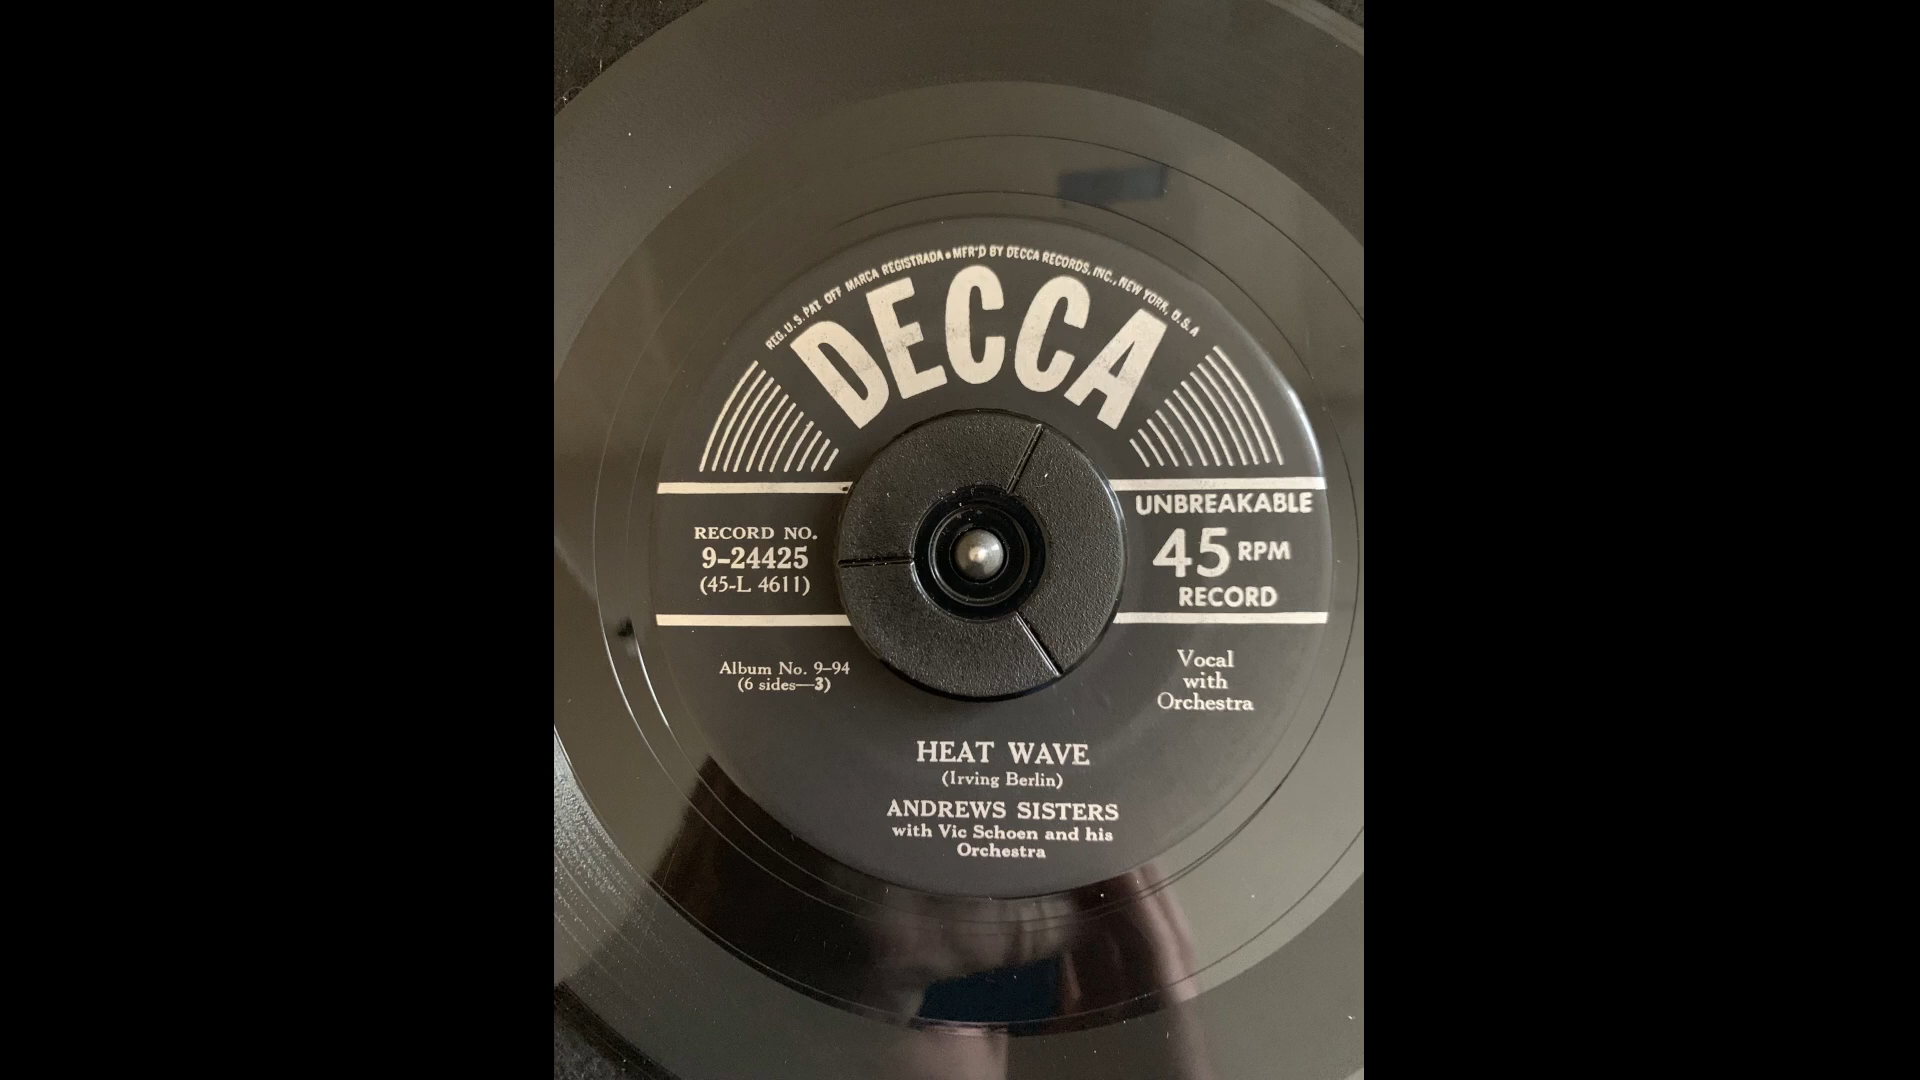 REG. U.S. PAT. OFF MARCA REGISTRADA • MFR'D BY DECCA RECORDS, INC., NEW YORK, U.S.A
DECCA
RECORD NO.
9-24425
(45-L 4611)
UNBREAKABLE
45 RPM
RECORD
Album No. 9-94
(6 sides—3)
Vocal
with
Orchestra
HEAT WAVE
(Irving Berlin)
ANDREWS SISTERS
with Vic Schoen and his
Orchestra